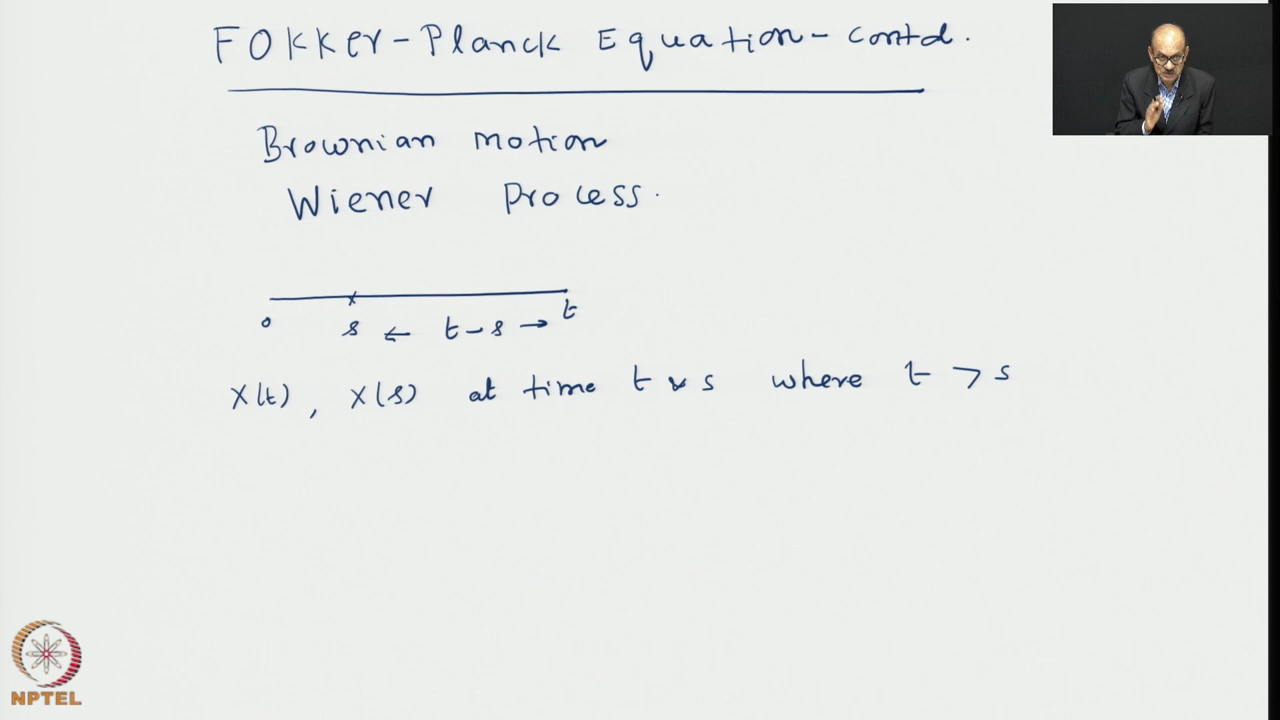 FOKKer-Planck Equation-contd.
Brownian motion
Wiener Process.
0 s ← t-s → t
X(t), X(s) at time t & s where t > s
NPTEL